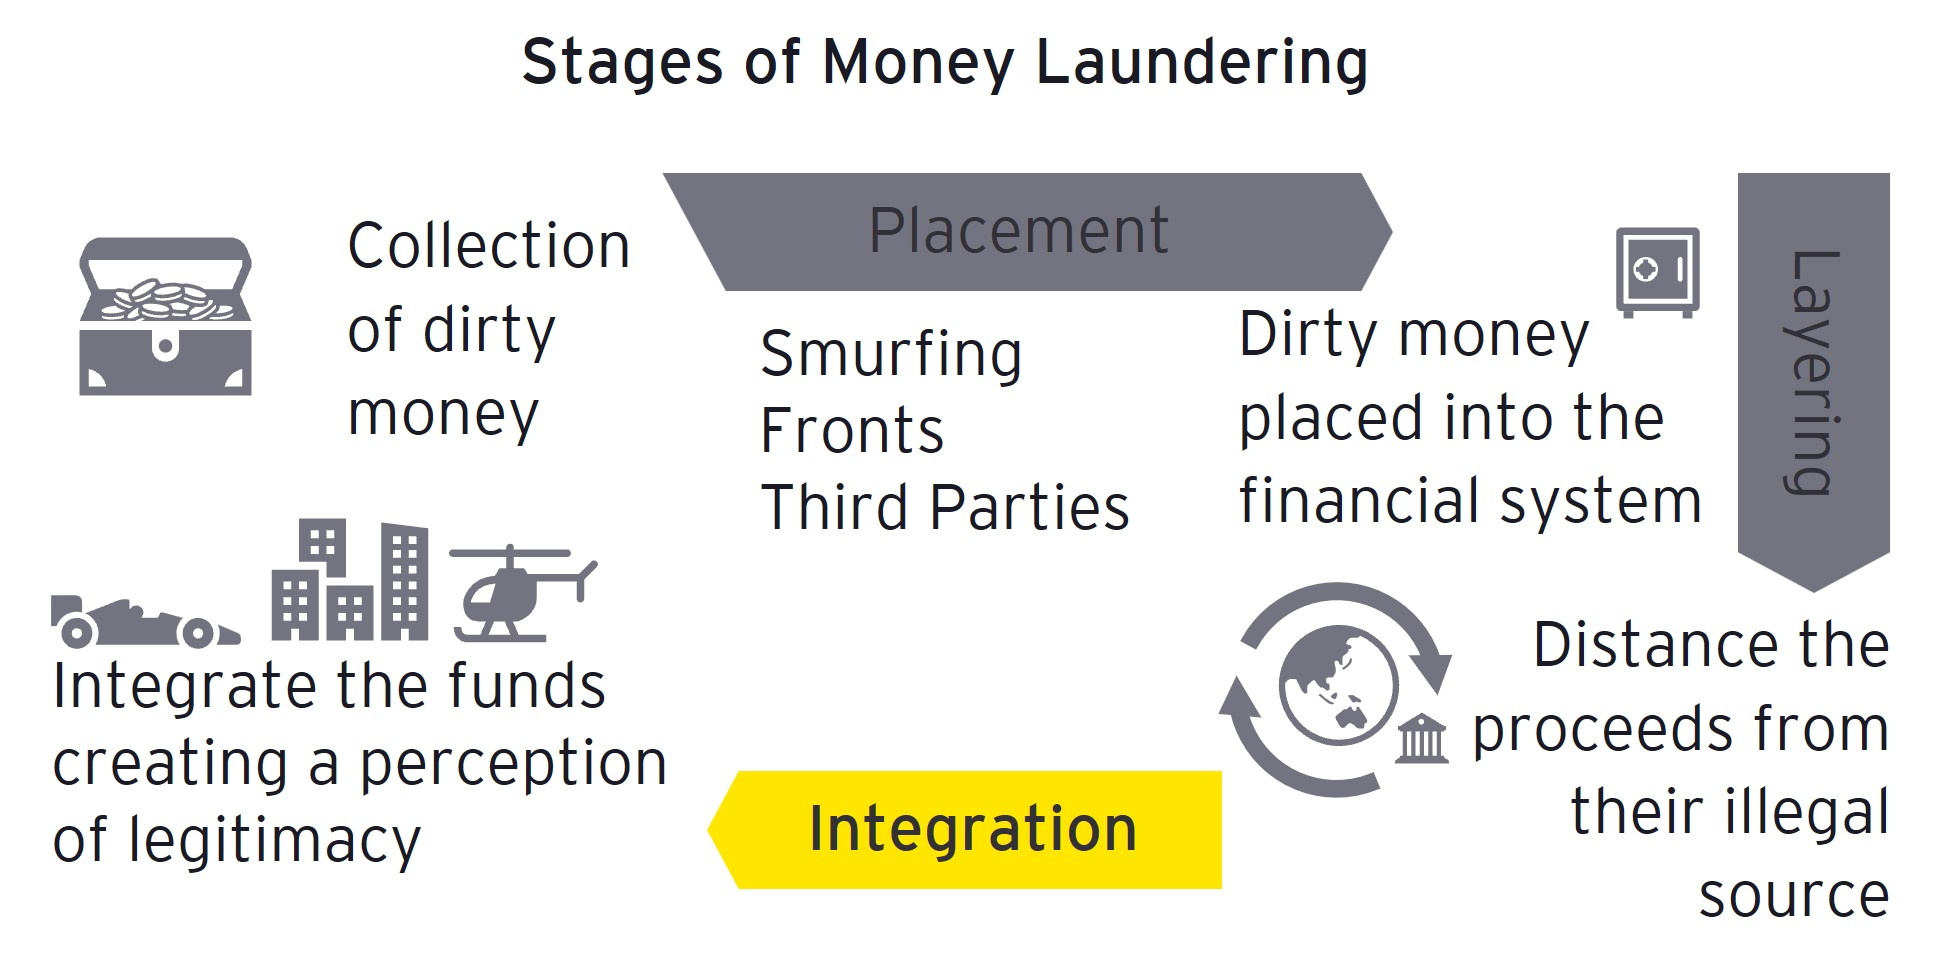 Stages of Money Laundering
Collection
of dirty
money
Placement
Smurfing
Fronts
Third Parties
Dirty money
placed into the
financial system
Layering
Distance the
proceeds from
their illegal
source
Integration
Integrate the funds
creating a perception
of legitimacy